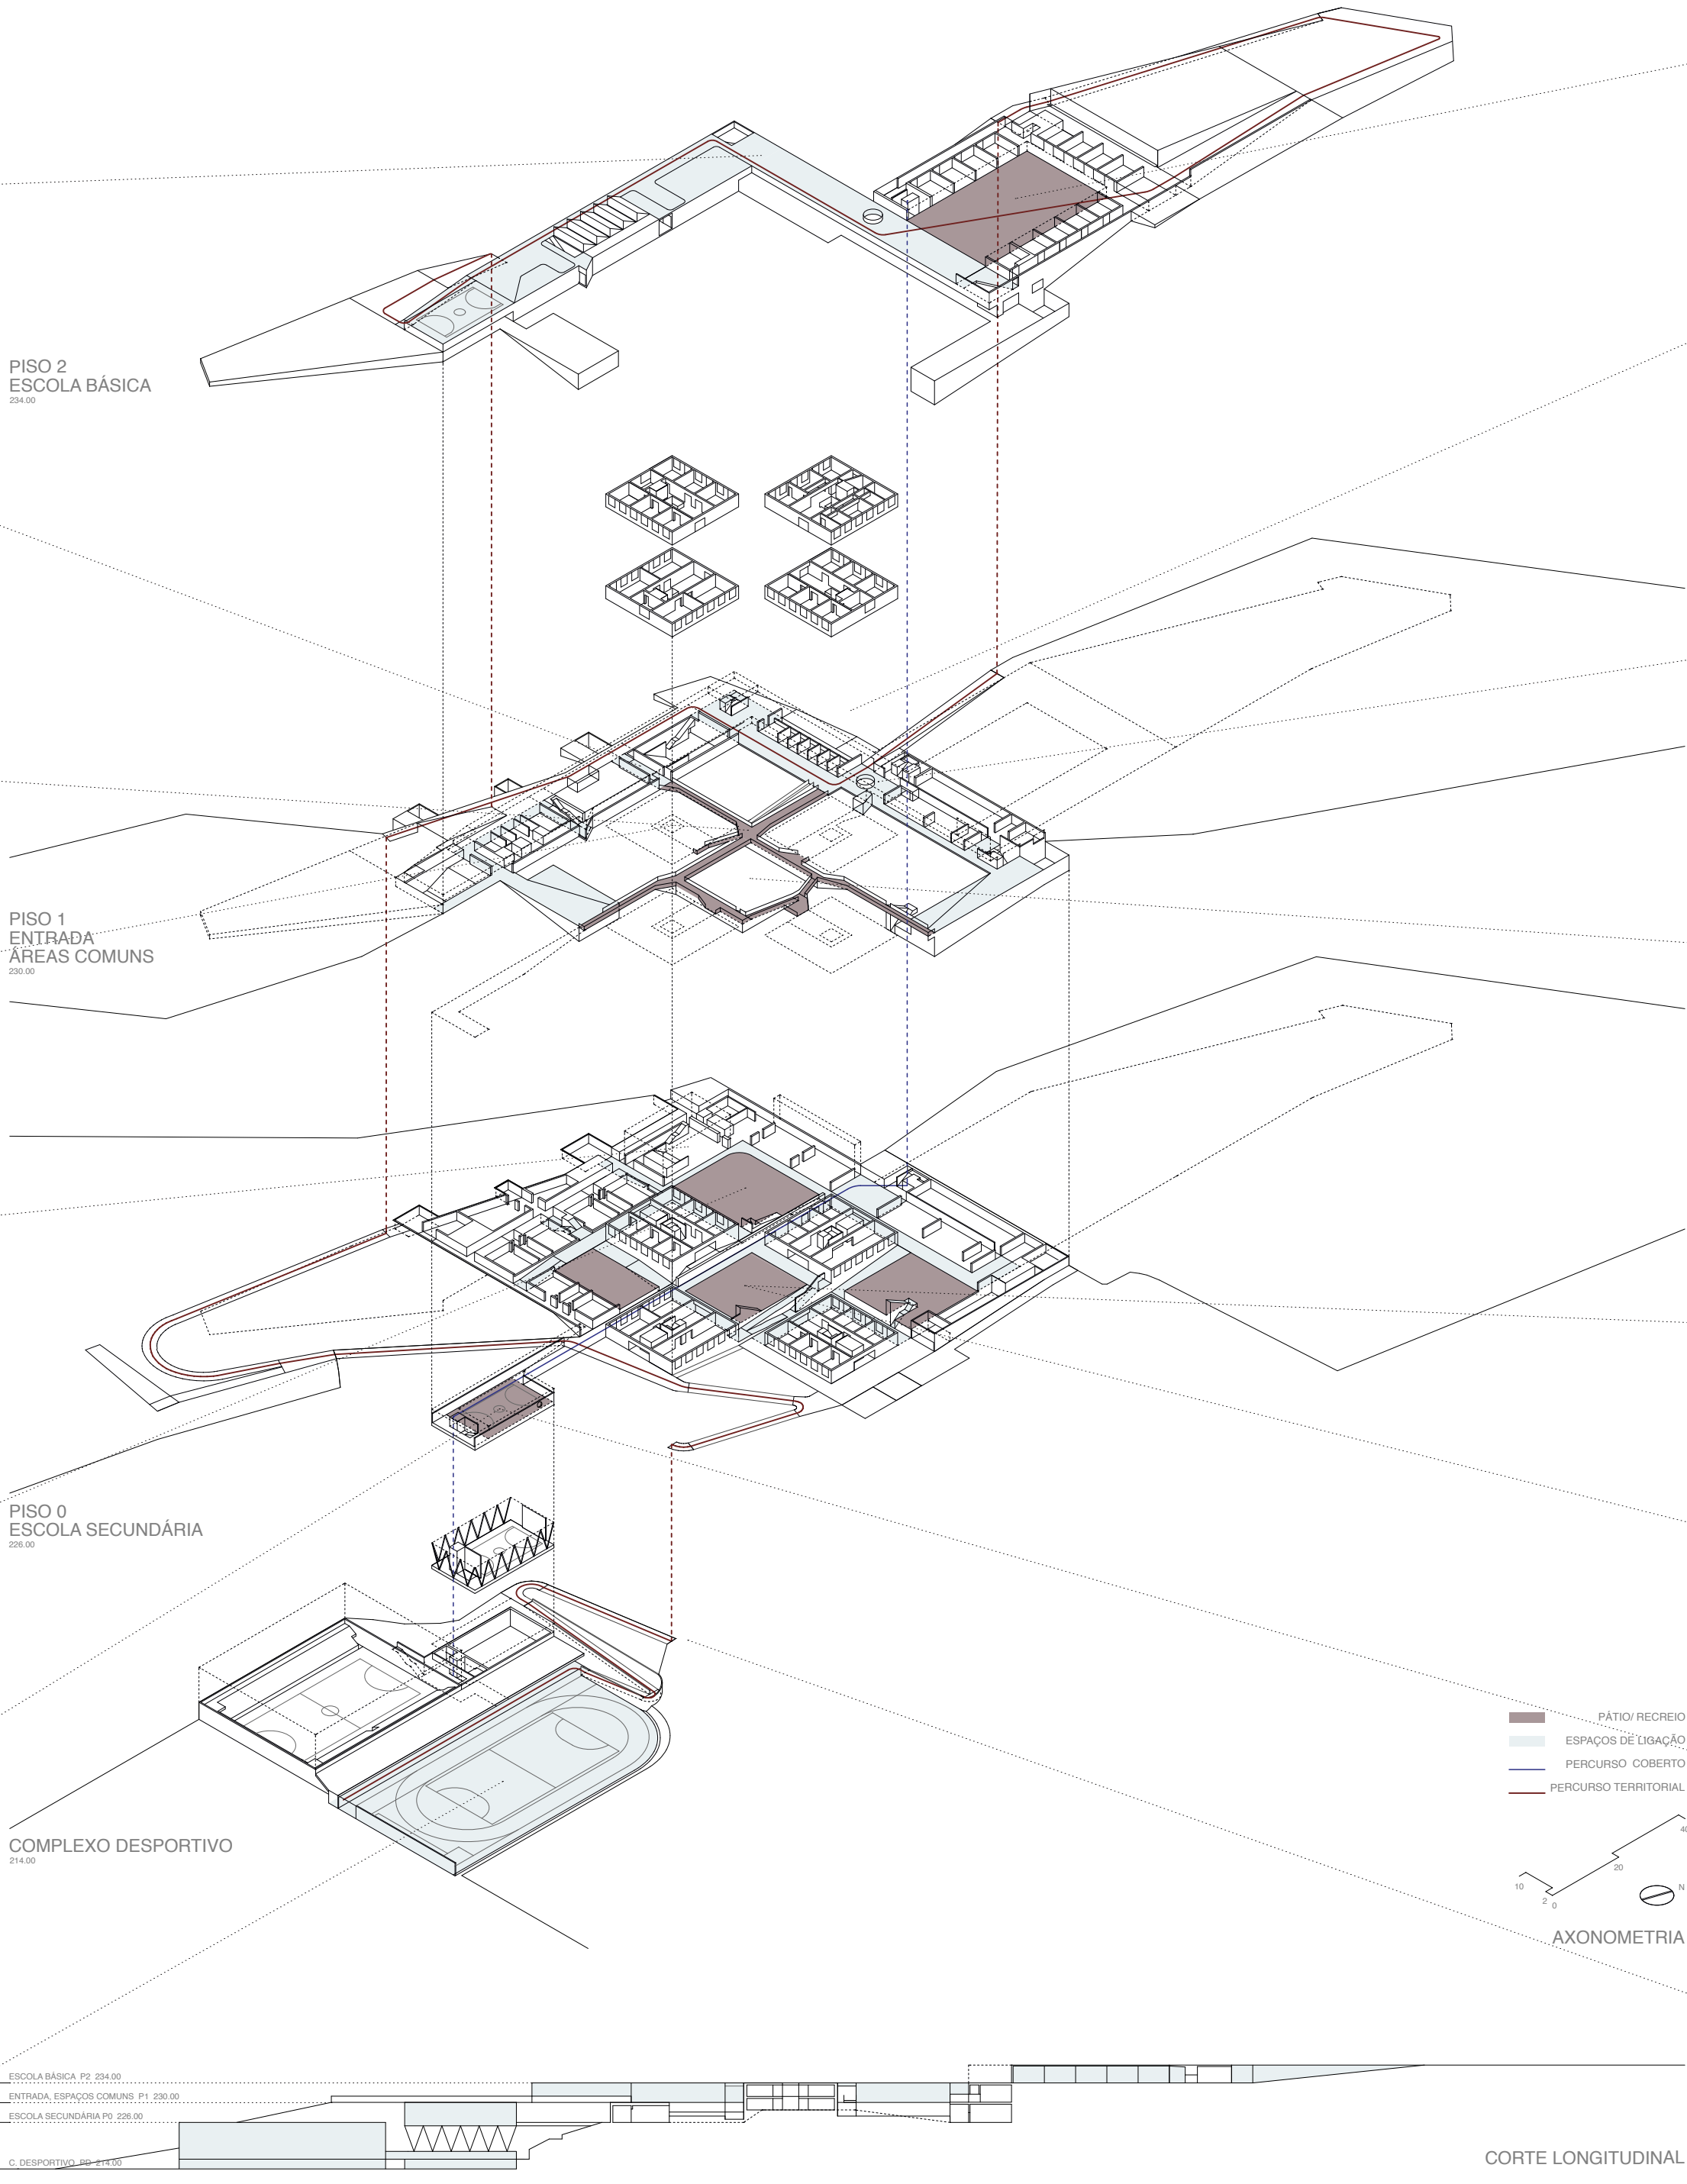 PISO 2
ESCOLA BÁSICA
234.00
PISO 1
ENTRADA
ÁREAS COMUNS
230.00
PISO 0
ESCOLA SECUNDÁRIA
226.00
PÁTIO/ RECREIO
ESPAÇOS DE LIGAÇÃO
PERCURSO COBERTO
PERCURSO TERRITORIAL
COMPLEXO DESPORTIVO
214.00
40
20
10
2
0
N
AXONOMETRIA
ESCOLA BÁSICA P2 234.00
ENTRADA, ESPAÇOS COMUNS P1 230.00
ESCOLA SECUNDÁRIA P0 226.00
C. DESPORTIVO PD 214.00
CORTE LONGITUDINAL